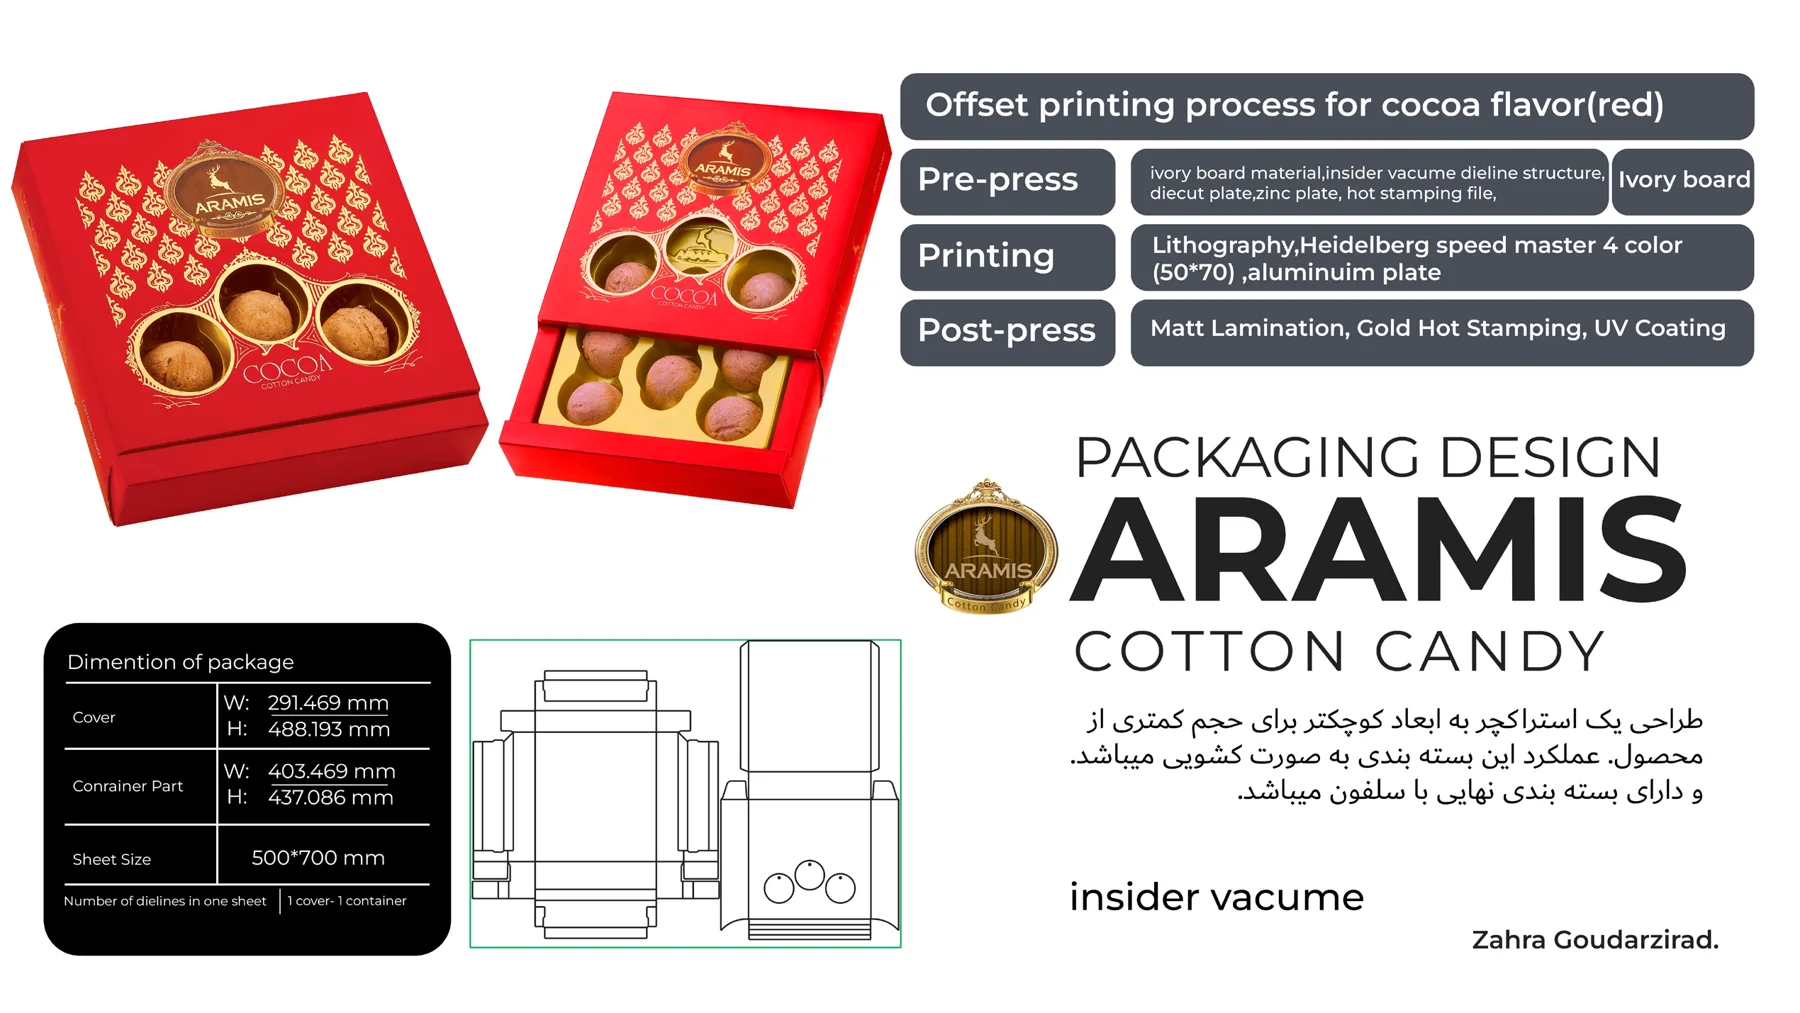 ARAMIS
Cotton Candy
COCOA
COTTON CANDY
ARAMIS
COCOA
COTTON CANDY
Offset printing process for cocoa flavor(red)
Pre-press
ivory board material,insider vacume dieline structure,
diecut plate,zinc plate, hot stamping file,
Ivory board
Printing
Lithography,Heidelberg speed master 4 color
(50*70) ,aluminuim plate
Post-press
Matt Lamination, Gold Hot Stamping, UV Coating
PACKAGING DESIGN
ARAMIS
COTTON CANDY
ARAMIS
Cotton Candy
طراحی یک استراکچر به ابعاد کوچکتر برای حجم کمتری از
محصول. عملکرد این بسته بندی به صورت کشویی میباشد.
و دارای بسته بندی نهایی با سلفون میباشد.
insider vacume
Zahra Goudarzirad.
Dimention of package
Cover
W: 291.469 mm
H: 488.193 mm
Conrainer Part
W: 403.469 mm
H: 437.086 mm
Sheet Size
500*700 mm
Number of dielines in one sheet
1 cover- 1 container